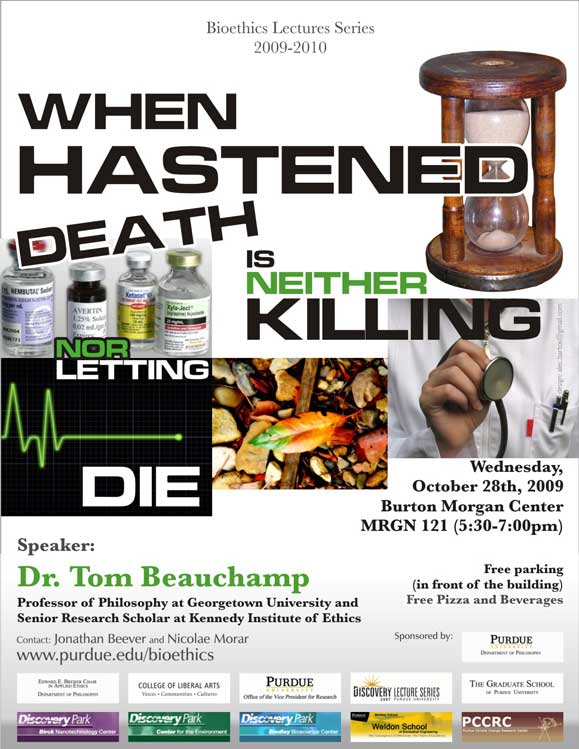 Bioethics Lectures Series
2009-2010
WHEN
HASTENED
DEATH
IS
NEITHER
KILLING
NOR
LETTING
DIE
NEMBUTAL
AVERTIN
1.25% Solution
0.02 mL/g
Ketaset
Xyla-Ject
Wednesday,
October 28th, 2009
Burton Morgan Center
MRGN 121 (5:30-7:00pm)
Speaker:
Dr. Tom Beauchamp
Professor of Philosophy at Georgetown University and
Senior Research Scholar at Kennedy Institute of Ethics
Free parking
(in front of the building)
Free Pizza and Beverages
Contact: Jonathan Beever and Nicolae Morar
www.purdue.edu/bioethics
Sponsored by:
PURDUE
UNIVERSITY
DEPARTMENT OF PHILOSOPHY
IN APPLIED ETHICS
DEPARTMENT OF PHILOSOPHY
COLLEGE OF LIBERAL ARTS
Voices • Communities • Cultures
PURDUE
UNIVERSITY
Office of the Vice President for Research
DISCOVERY LECTURE SERIES
2007 PURDUE UNIVERSITY
THE GRADUATE SCHOOL
OF PURDUE UNIVERSITY
Discovery Park
Birck Nanotechnology Center
Discovery Park
Center for the Environment
Discovery Park
Bindley Bioscience Center
Weldon School
of Biomedical Engineering
PCCRC
Purdue Climate Change Research Center